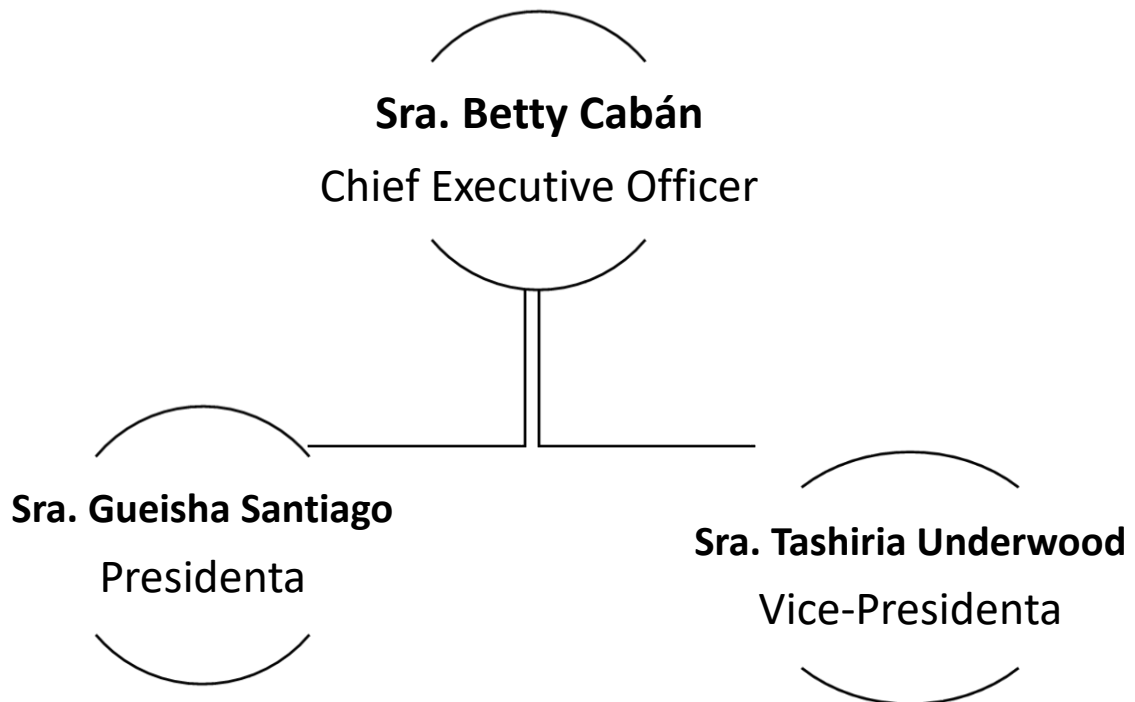 Sra. Betty Cabán
Chief Executive Officer
Sra. Gueisha Santiago
Presidenta
Sra. Tashiria Underwood
Vice-Presidenta